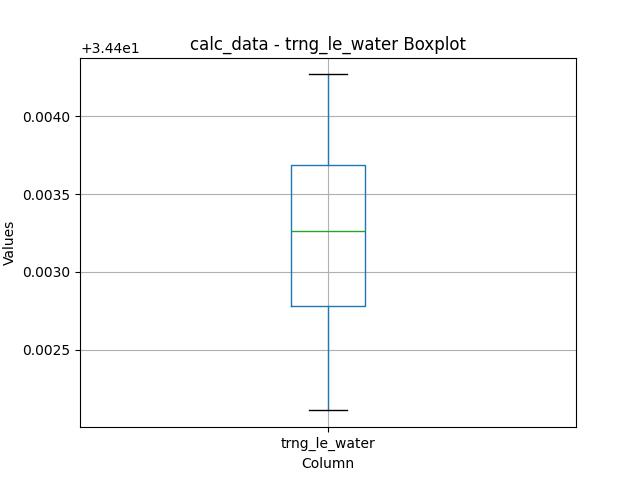 calc_data - trng_le_water Boxplot
+3.44e1
0.0040
0.0035
0.0030
0.0025
Values
trng_le_water
Column